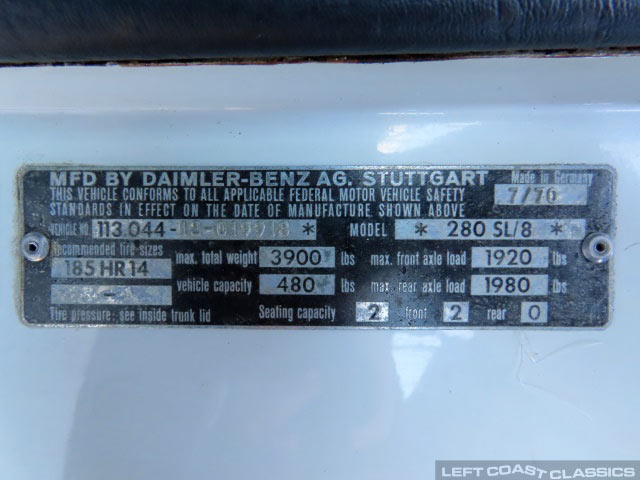 MFD BY DAIMLER-BENZ AG. STUTTGART Made in Germany
THIS VEHICLE CONFORMS TO ALL APPLICABLE FEDERAL MOTOR VEHICLE SAFETY 7/70
STANDARDS IN EFFECT ON THE DATE OF MANUFACTURE SHOWN ABOVE
VEHICLE NO 113.044- * MODEL * 280 SL/8 *
Recommended tire-sizes
185 HR 14 max. total weight 3900 lbs max. front axle load 1920 lbs
vehicle capacity 480 lbs max. rear axle load 1980 lbs
Tire pressure: see inside trunk lid Seating capacity 2 front 2 rear 0
LEFT COAST CLASSICS